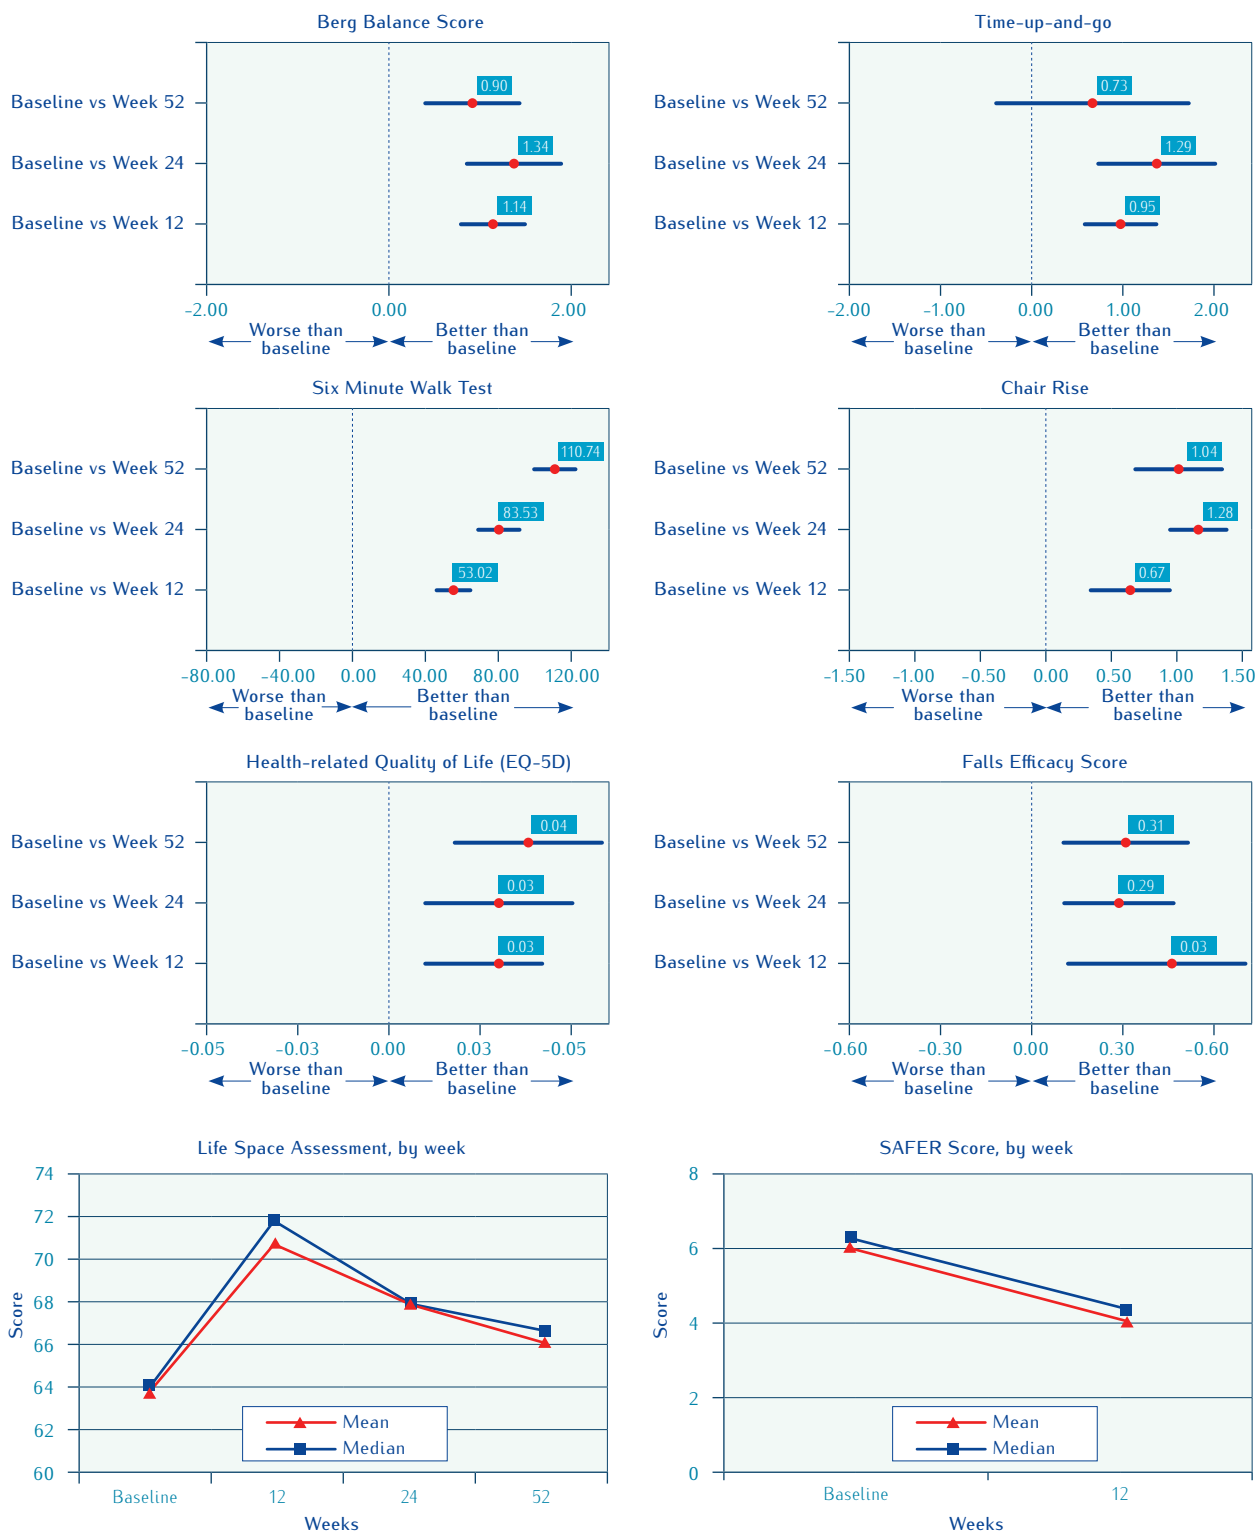 Berg Balance Score
Baseline vs Week 52
0.90
Baseline vs Week 24
1.34
Baseline vs Week 12
1.14
-2.00 0.00 2.00
Worse than
baseline
Better than
baseline
Time-up-and-go
Baseline vs Week 52
0.73
Baseline vs Week 24
1.29
Baseline vs Week 12
0.95
-2.00 -1.00 0.00 1.00 2.00
Worse than
baseline
Better than
baseline
Six Minute Walk Test
Baseline vs Week 52
110.74
Baseline vs Week 24
83.53
Baseline vs Week 12
53.02
-80.00 -40.00 0.00 40.00 80.00 120.00
Worse than
baseline
Better than
baseline
Chair Rise
Baseline vs Week 52
1.04
Baseline vs Week 24
1.28
Baseline vs Week 12
0.67
-1.50 -1.00 -0.50 0.00 0.50 1.00 1.50
Worse than
baseline
Better than
baseline
Health-related Quality of Life (EQ-5D)
Baseline vs Week 52
0.04
Baseline vs Week 24
0.03
Baseline vs Week 12
0.03
-0.05 -0.03 0.00 0.03 -0.05
Worse than
baseline
Better than
baseline
Falls Efficacy Score
Baseline vs Week 52
0.31
Baseline vs Week 24
0.29
Baseline vs Week 12
0.03
-0.60 -0.30 0.00 0.30 -0.60
Worse than
baseline
Better than
baseline
Life Space Assessment, by week
Score
74
72
70
68
66
64
62
60
Mean
Median
Baseline 12 24 52
Weeks
SAFER Score, by week
Score
8
6
4
2
0
Mean
Median
Baseline 12
Weeks